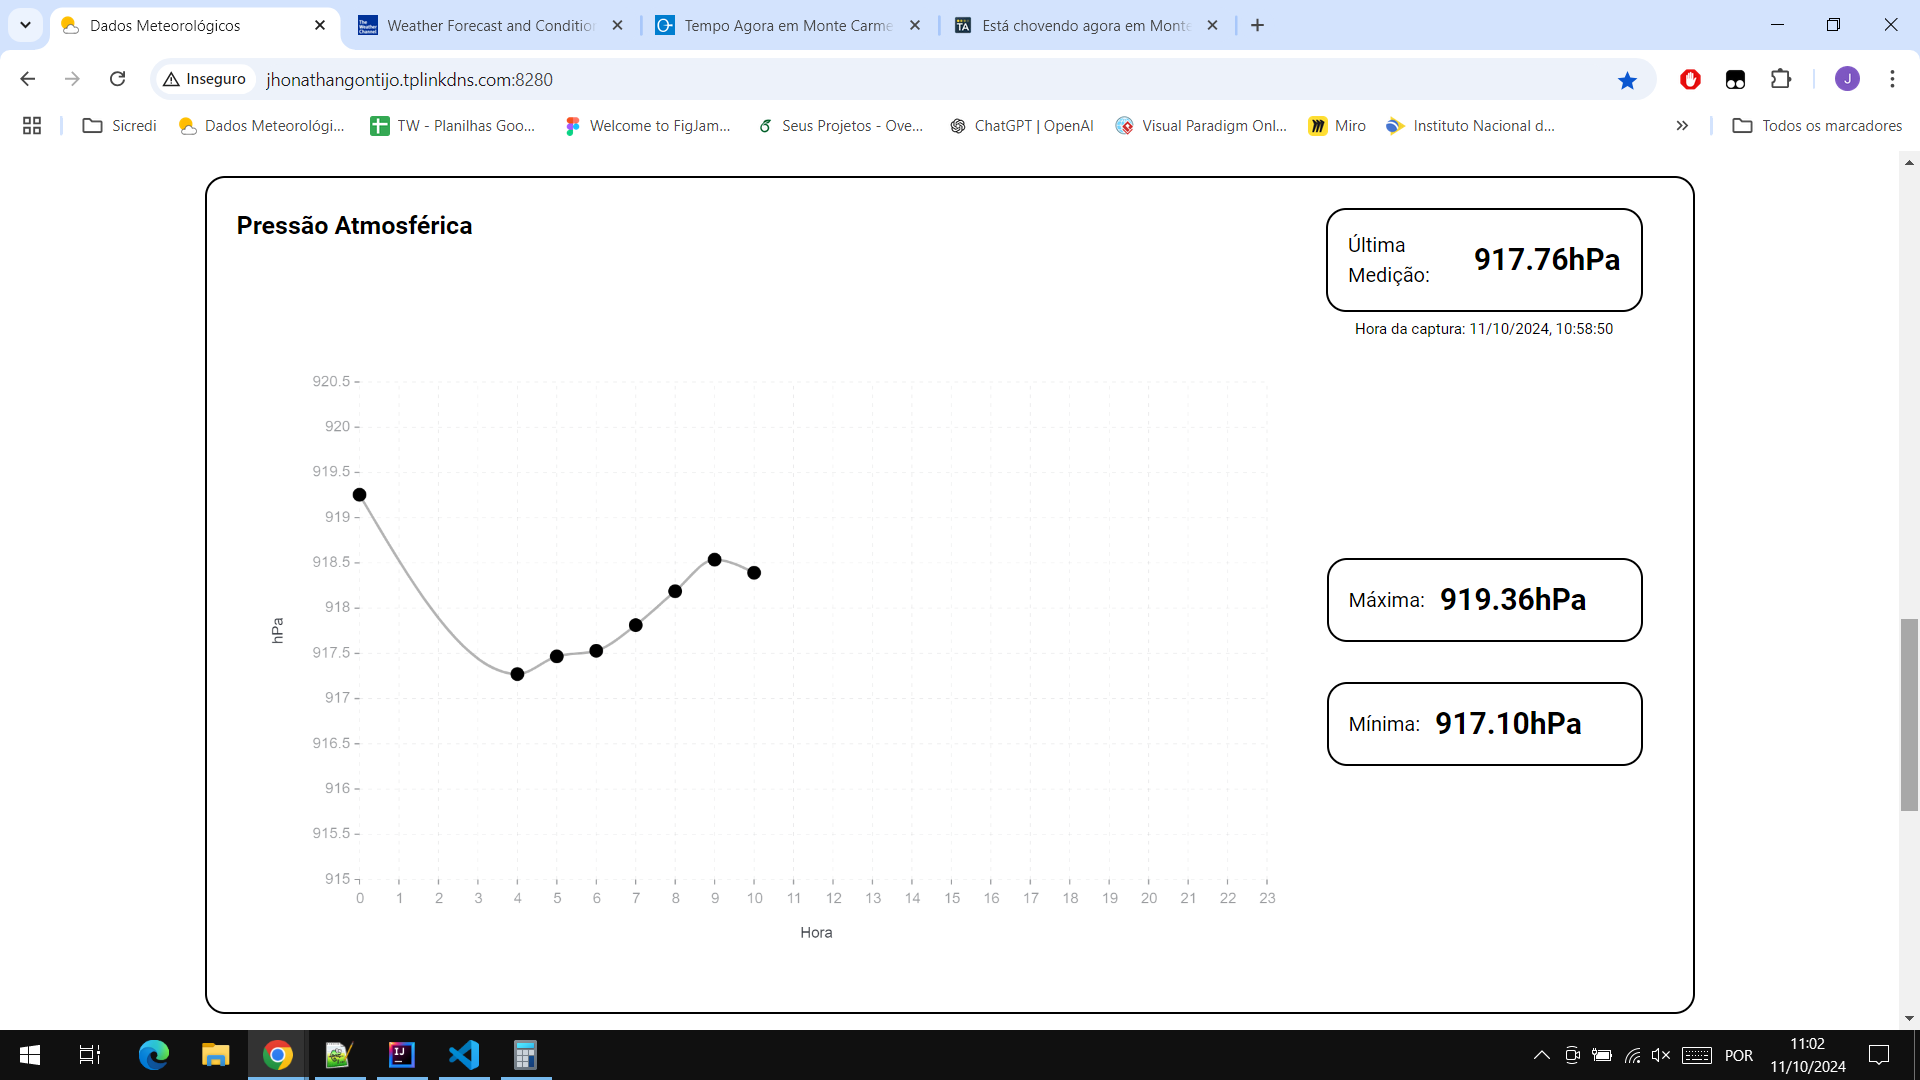 Dados Meteorológicos
Weather Forecast and Conditio
Tempo Agora em Monte Carme
Está chovendo agora em Monte
Inseguro
jhonathangontijo.tplinkdns.com:8280
J
Sicredi
Dados Meteorológi...
TW - Planilhas Goo...
Welcome to FigJam...
Seus Projetos - Ove...
ChatGPT | OpenAI
Visual Paradigm Onl...
Miro
Instituto Nacional d...
Todos os marcadores
Pressão Atmosférica
Última
Medição:
917.76hPa
Hora da captura: 11/10/2024, 10:58:50
920.5
920
919.5
919
918.5
918
917.5
917
916.5
916
915.5
915
hPa
0 1 2 3 4 5 6 7 8 9 10 11 12 13 14 15 16 17 18 19 20 21 22 23
Hora
Máxima: 919.36hPa
Mínima: 917.10hPa
POR
11:02
11/10/2024